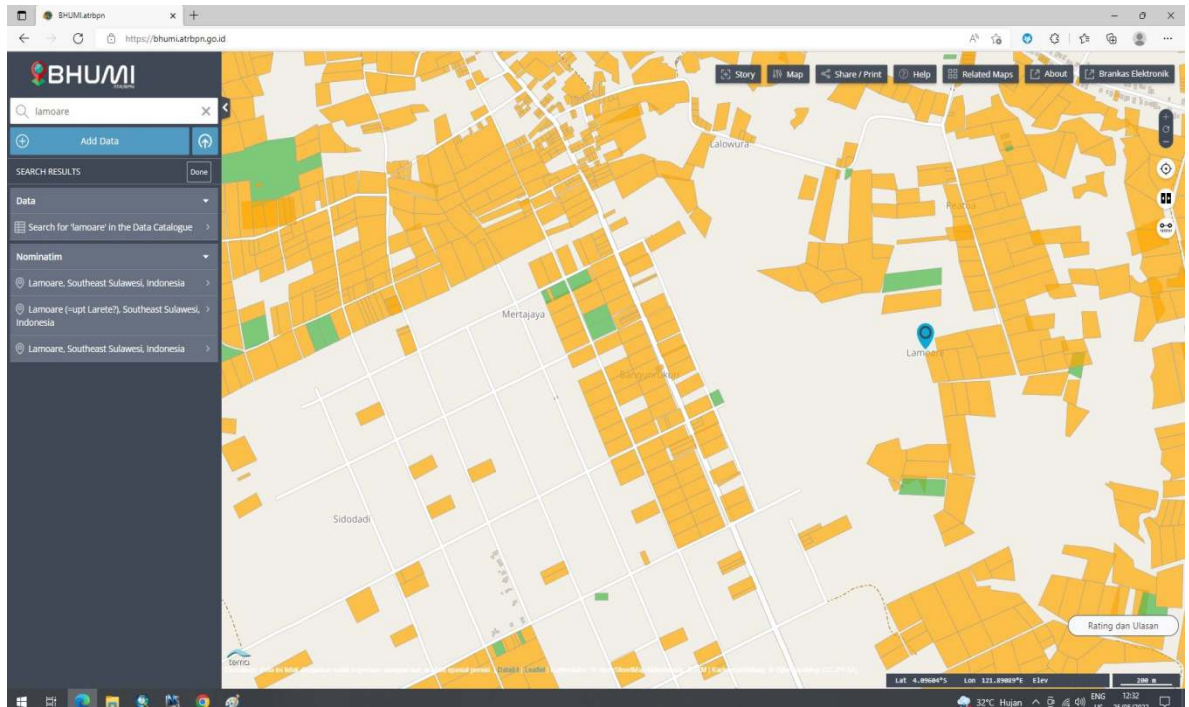 BHUMI.atrbpn
https://bhumi.atrbpn.go.id
BHUMI
lamoare
Add Data
SEARCH RESULTS
Done
Data
Search for 'lamoare' in the Data Catalogue
Nominatim
Lamoare, Southeast Sulawesi, Indonesia
Lamoare (=upt Larete?), Southeast Sulawesi,
Indonesia
Lamoare, Southeast Sulawesi, Indonesia
Story
Map
Share / Print
Help
Related Maps
About
Brankas Elektronik
Lalowura
Mertajaya
Lamoare
Sidodadi
Rating dan Ulasan
terria
Lat 4.09604°S Lon 121.89089°E Elev
200 m
32°C Hujan
ENG
12:32